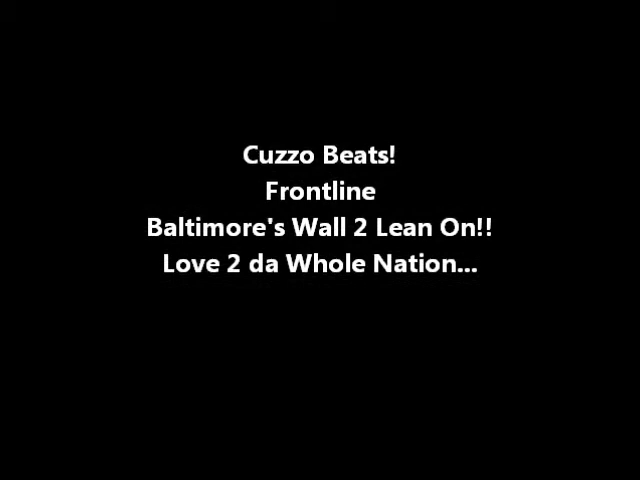 Cuzzo Beats!
Frontline
Baltimore's Wall 2 Lean On!!
Love 2 da Whole Nation...